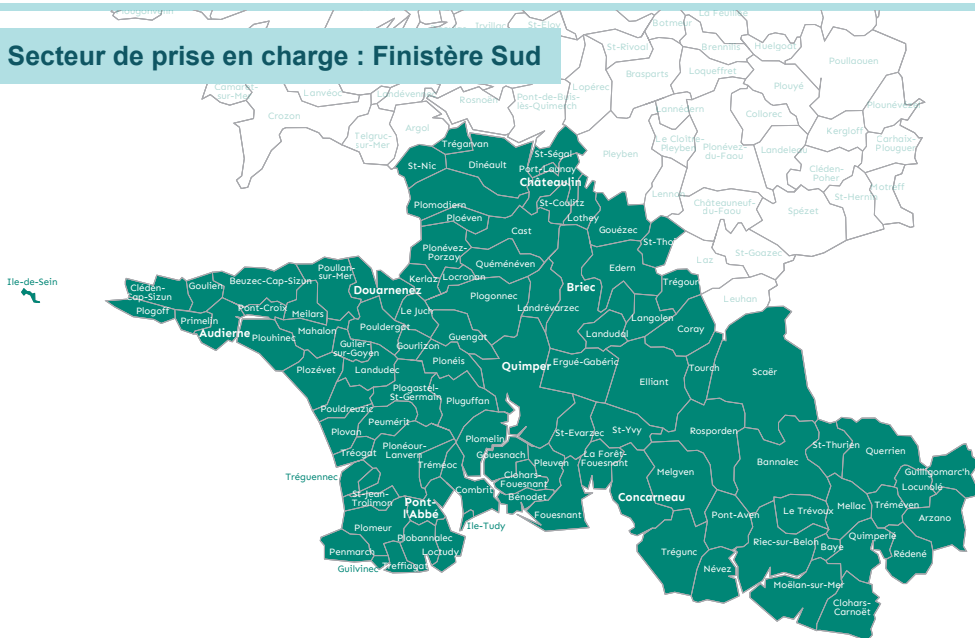 Secteur de prise en charge : Finistère Sud
St-Eloy
Botmeur
La Feuillée
St-Rivoal
Brennilis
Huelgoat
Poullaouen
Brasparts
Loqueffret
Plouyé
Lopérec
Camaret-
sur-Mer
Lanvéoc
Landévennec
Rosnoën
Pont-de-Buis-
lès-Quimerch
Lannédern
Collorec
Plounévézel
Crozon
Argol
Telgruc-
sur-Mer
Le Cloître-
Pleyben
Kergloff
Carhaix-
Plouguer
Pleyben
Plonévez-
du-Faou
Landeleau
Cléden-
Poher
Motreff
St-Hernin
Lennon
Châteauneuf-
du-Faou
Spézet
St-Goazec
Laz
Leuhan
Trégarvan
St-Nic
Dinéault
St-Ségal
Port-Launay
Châteaulin
St-Coulitz
Plomodiern
Lothey
Ploéven
Cast
Gouézec
St-Thois
Plonévez-
Porzay
Quéménéven
Edern
Ile-de-Sein
Cléden-
Cap-Sizun
Goulien
Beuzec-Cap-Sizun
Poullan-
sur-Mer
Kerlaz
Locronan
Douarnenez
Plogonnec
Briec
Trégourez
Plogoff
Primelin
Pont-Croix
Meilars
Le Juch
Landrévarzec
Langolen
Audierne
Plouhinec
Mahalon
Pouldergat
Guengat
Landudal
Coray
Guiler-
sur-Goyen
Gourlizon
Plonéis
Quimper
Ergué-Gabéric
Tourch
Scaër
Plozévet
Landudec
Elliant
Plogastel-
St-Germain
Pluguffan
Pouldreuzic
Peumérit
Plovan
Plomelin
St-Evarzec
St-Yvy
Rosporden
Tréogat
Plonéour-
Lanvern
Gouesnach
Pleuven
La Forêt-
Fouesnant
St-Thurien
Querrien
Tréméoc
Clohars-
Fouesnant
Melgven
Bannalec
Guilligomarc'h
Tréguennec
Combrit
Bénodet
Concarneau
Locunolé
St-Jean-
Trolimon
Pont-
l'Abbé
Fouesnant
Pont-Aven
Le Trévoux
Mellac
Tréméven
Arzano
Ile-Tudy
Plomeur
Plobannalec
Riec-sur-Belon
Baye
Quimperlé
Penmarch
Loctudy
Trégunc
Rédené
Guilvinec
Treffiagat
Névez
Moëlan-sur-Mer
Clohars-
Carnoët